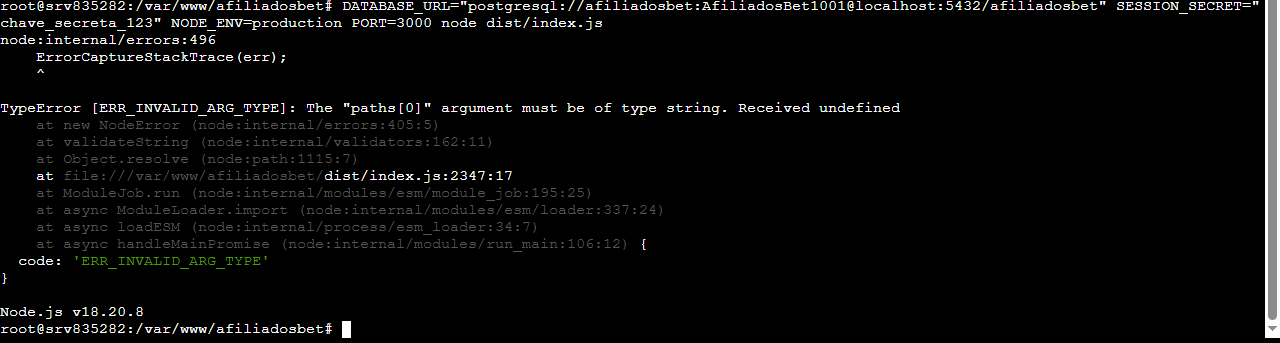 root@srv835282:/var/www/afiliadosbet# DATABASE_URL="postgresql://afiliadosbet:AfiliadosBet1001@localhost:5432/afiliadosbet" SESSION_SECRET="
chave_secreta_123" NODE_ENV=production PORT=3000 node dist/index.js
node:internal/errors:496
    ErrorCaptureStackTrace(err);
    ^

TypeError [ERR_INVALID_ARG_TYPE]: The "paths[0]" argument must be of type string. Received undefined
    at new NodeError (node:internal/errors:405:5)
    at validateString (node:internal/validators:162:11)
    at Object.resolve (node:path:1115:7)
    at file:///var/www/afiliadosbet/dist/index.js:2347:17
    at ModuleJob.run (node:internal/modules/esm/module_job:195:25)
    at async ModuleLoader.import (node:internal/modules/esm/loader:337:24)
    at async loadESM (node:internal/process/esm_loader:34:7)
    at async handleMainPromise (node:internal/modules/run_main:106:12) {
  code: 'ERR_INVALID_ARG_TYPE'
}

Node.js v18.20.8
root@srv835282:/var/www/afiliadosbet#